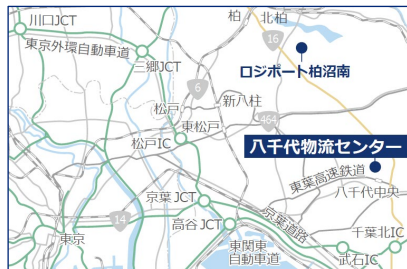 柏
北柏
川口JCT
16
東京外環自動車道
ロジポート柏沼南
三郷JCT
6
松戸
新八柱
464
東松戸
松戸IC
八千代物流センター
東葉高速鉄道
八千代中央
京葉JCT
京葉道路
14
高谷JCT
千葉北IC
東京
東関東
自動車道
武石IC